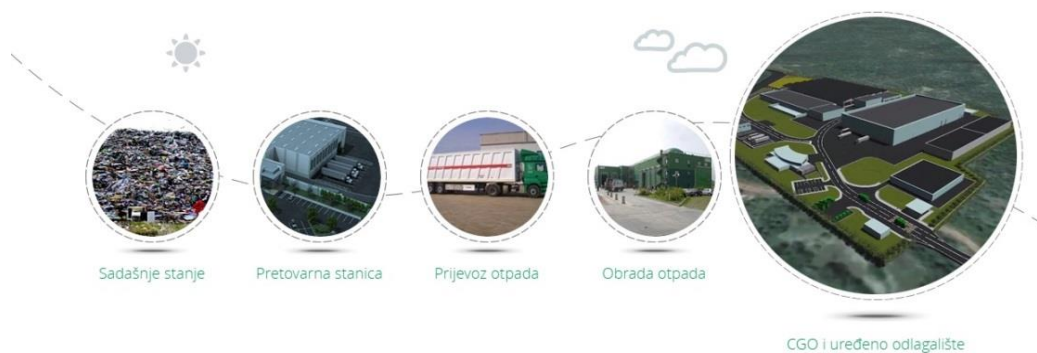 Sadašnje stanje
Pretovarna stanica
Prijevoz otpada
Obrada otpada
CGO i uređeno odlagalište